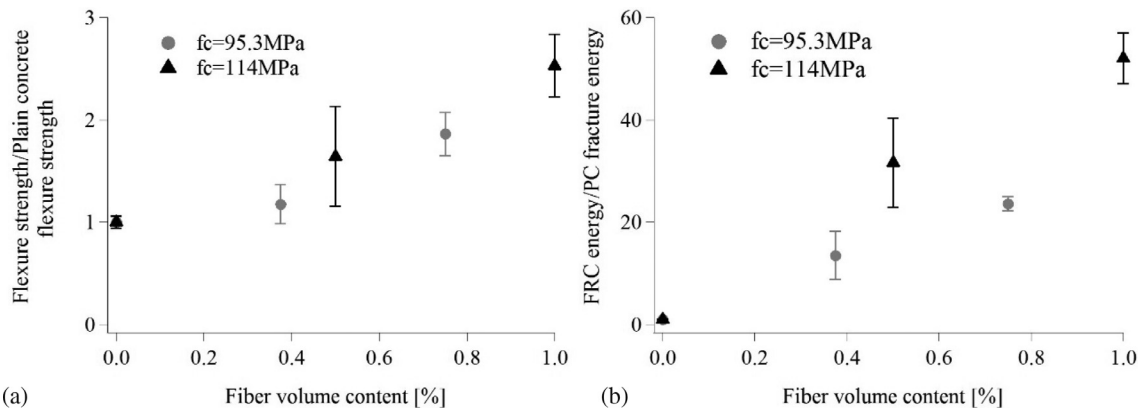 Flexure strength/Plain concrete
flexure strength
3
2
1
0
fc=95.3MPa
fc=114MPa
0.0 0.2 0.4 0.6 0.8 1.0
Fiber volume content [%]
(a)
FRC energy/PC fracture energy
60
40
20
0
fc=95.3MPa
fc=114MPa
0.0 0.2 0.4 0.6 0.8 1.0
Fiber volume content [%]
(b)